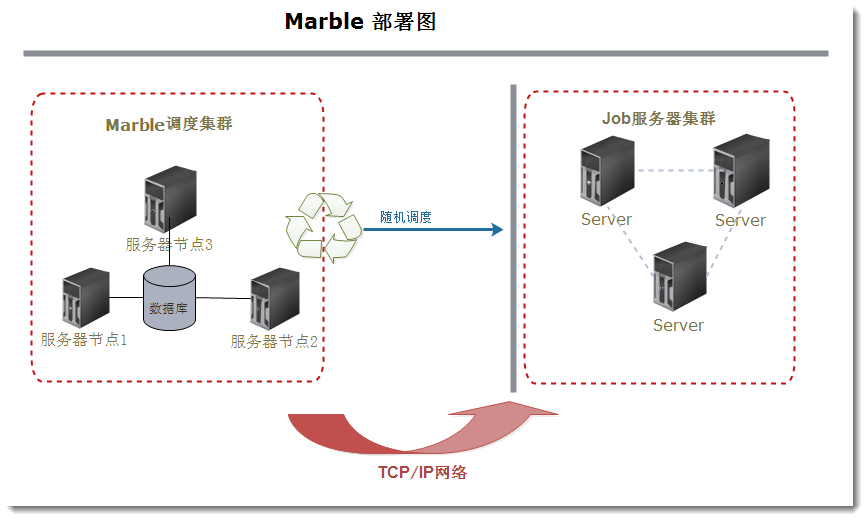 Marble 部署图
Marble调度集群
Job服务器集群
服务器节点3
随机调度
Server
Server
数据库
服务器节点1
服务器节点2
Server
TCP/IP网络